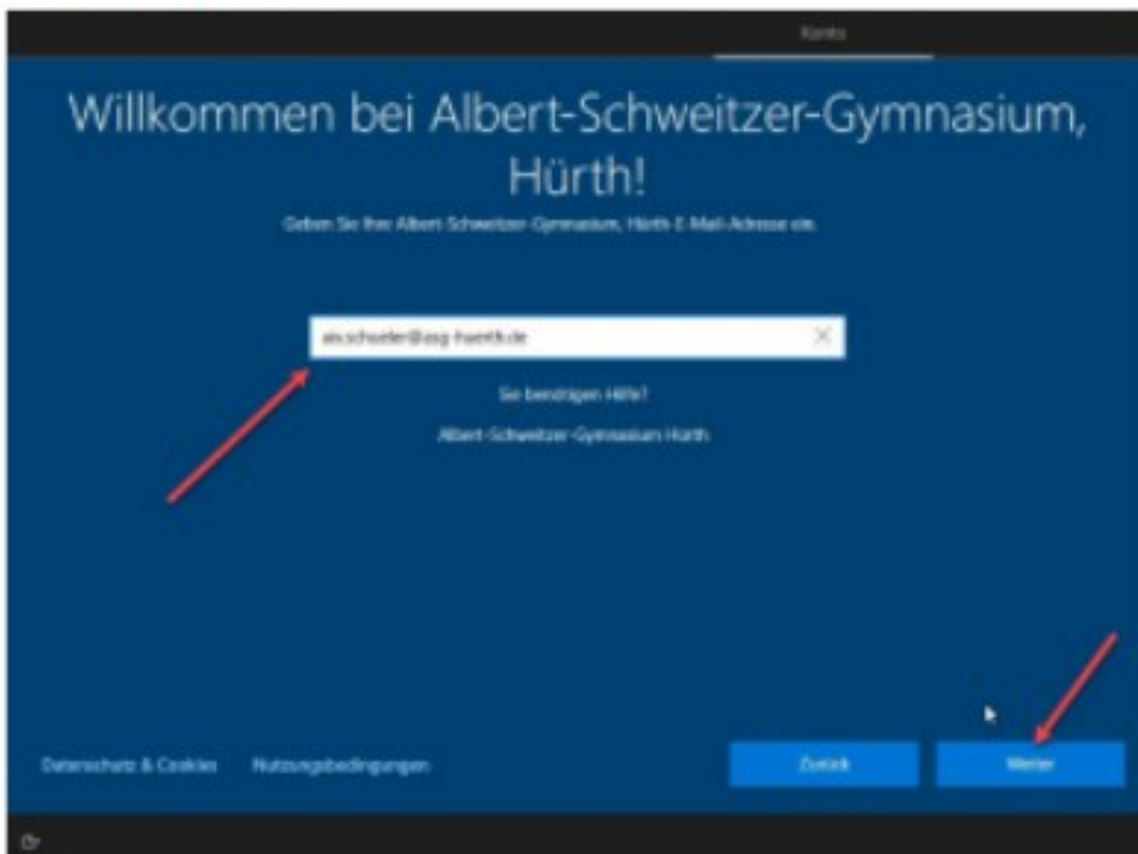 Konto
Willkommen bei Albert-Schweitzer-Gymnasium,
Hürth!
Geben Sie Ihre Albert-Schweitzer-Gymnasium, Hürth-E-Mail-Adresse ein.
Sie benötigen Hilfe?
Albert-Schweitzer-Gymnasium Hürth
Datenschutz & Cookies Nutzungsbedingungen
Zurück Weiter